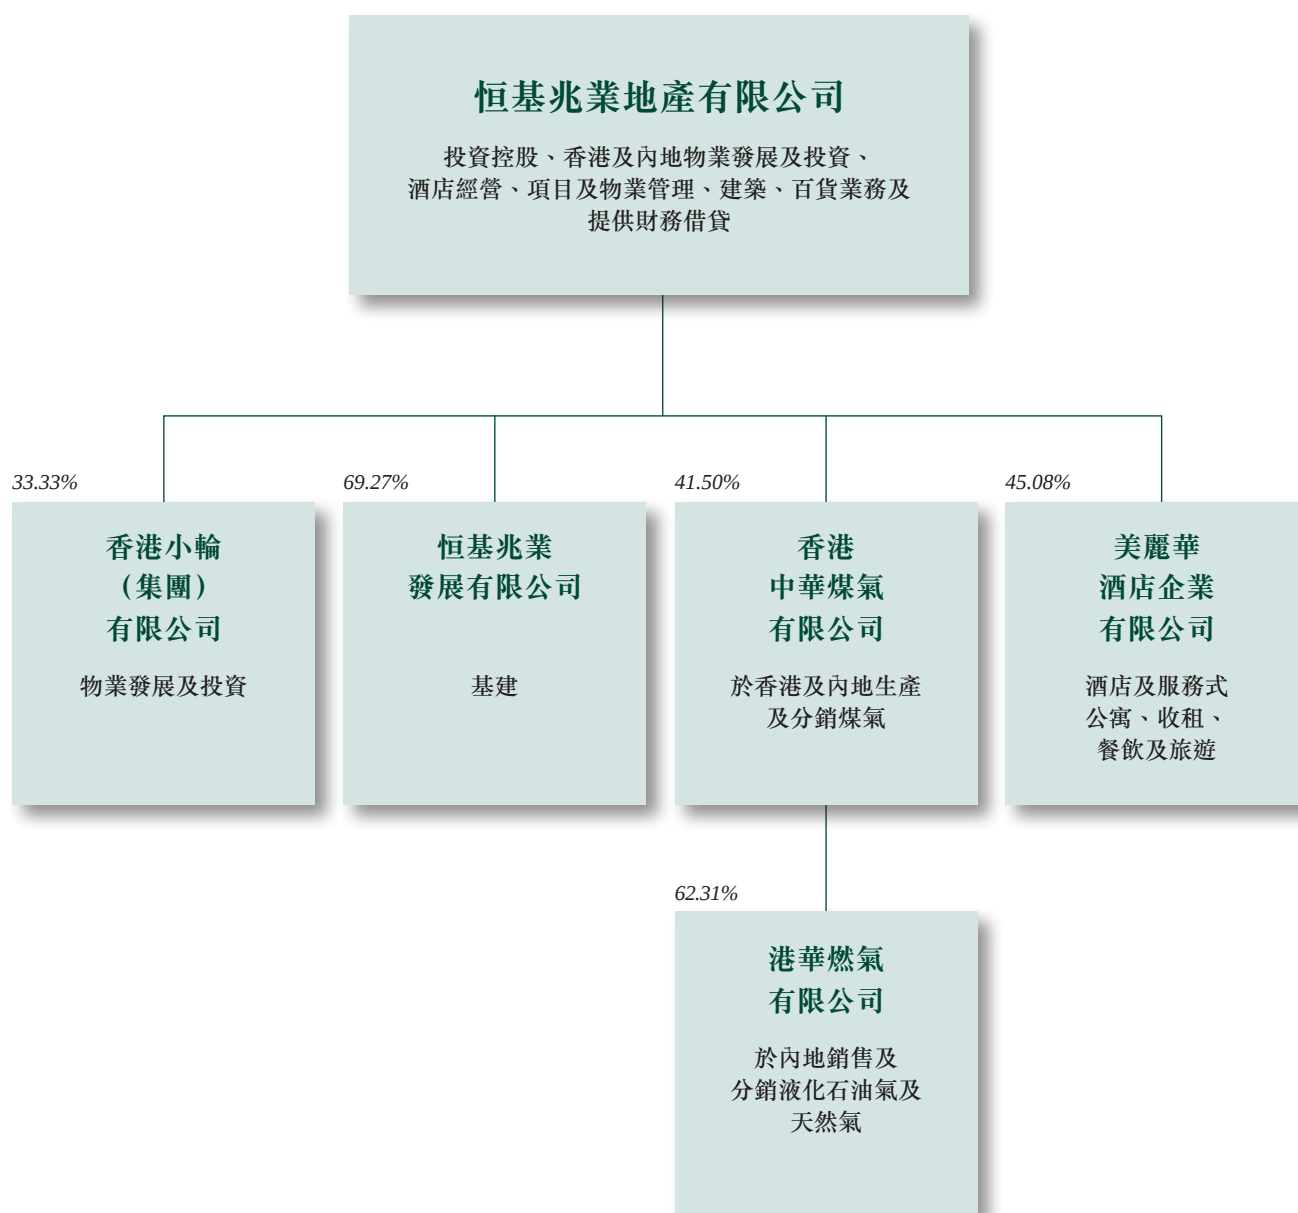 恒基兆業地產有限公司
投資控股、香港及內地物業發展及投資、
酒店經營、項目及物業管理、建築、百貨業務及
提供財務借貸
33.33%
香港小輪
（集團）
有限公司
物業發展及投資
69.27%
恒基兆業
發展有限公司
基建
41.50%
香港
中華煤氣
有限公司
於香港及內地生產
及分銷煤氣
45.08%
美麗華
酒店企業
有限公司
酒店及服務式
公寓、收租、
餐飲及旅遊
62.31%
港華燃氣
有限公司
於內地銷售及
分銷液化石油氣及
天然氣